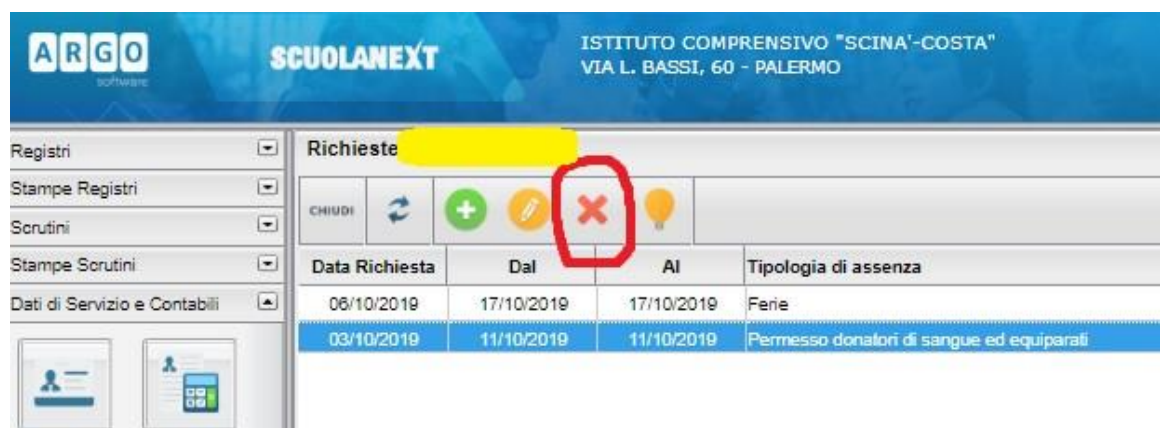 ARGO
software
SCUOLANEXT
ISTITUTO COMPRENSIVO "SCINA'-COSTA"
VIA L. BASSI, 60 - PALERMO
Registri
Stampe Registri
Scrutini
Stampe Scrutini
Dati di Servizio e Contabili
Richieste
CHIUDI
Data Richiesta Dal Al Tipologia di assenza
06/10/2019 17/10/2019 17/10/2019 Ferie
03/10/2019 11/10/2019 11/10/2019 Permesso donatori di sangue ed equiparati